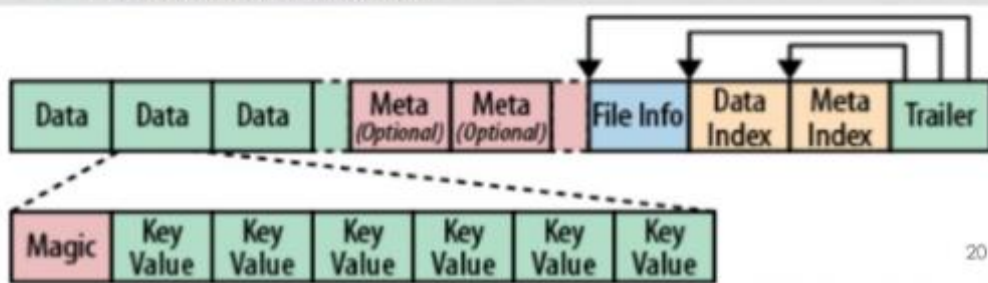 Data Data Data Meta Meta File Info Data Meta Trailer
(Optional) (Optional) Index Index
Magic Key Key Key Key Key Key
Value Value Value Value Value Value
20